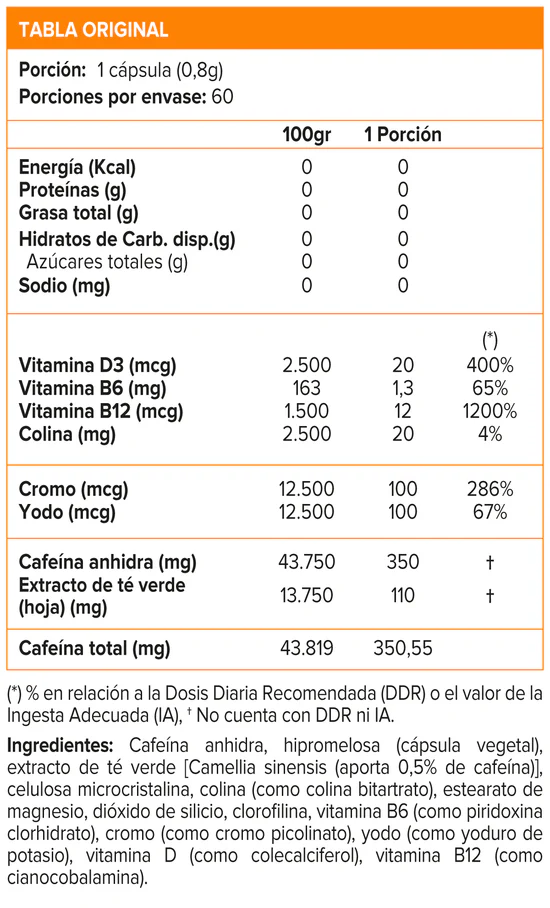 TABLA ORIGINAL
Porción: 1 cápsula (0,8g)
Porciones por envase: 60
100gr 1 Porción
Energía (Kcal) 0 0
Proteínas (g) 0 0
Grasa total (g) 0 0
Hidratos de Carb. disp.(g) 0 0
Azúcares totales (g) 0 0
Sodio (mg) 0 0
(*)
Vitamina D3 (mcg) 2.500 20 400%
Vitamina B6 (mg) 163 1,3 65%
Vitamina B12 (mcg) 1.500 12 1200%
Colina (mg) 2.500 20 4%
Cromo (mcg) 12.500 100 286%
Yodo (mcg) 12.500 100 67%
Cafeína anhidra (mg) 43.750 350 †
Extracto de té verde
(hoja) (mg) 13.750 110 †
Cafeína total (mg) 43.819 350,55
(*) % en relación a la Dosis Diaria Recomendada (DDR) o el valor de la
Ingesta Adecuada (IA), † No cuenta con DDR ni IA.
Ingredientes: Cafeína anhidra, hipromelosa (cápsula vegetal),
extracto de té verde [Camellia sinensis (aporta 0,5% de cafeína)],
celulosa microcristalina, colina (como colina bitartrato), estearato de
magnesio, dióxido de silicio, clorofilina, vitamina B6 (como piridoxina
clorhidrato), cromo (como cromo picolinato), yodo (como yoduro de
potasio), vitamina D (como colecalciferol), vitamina B12 (como
cianocobalamina).